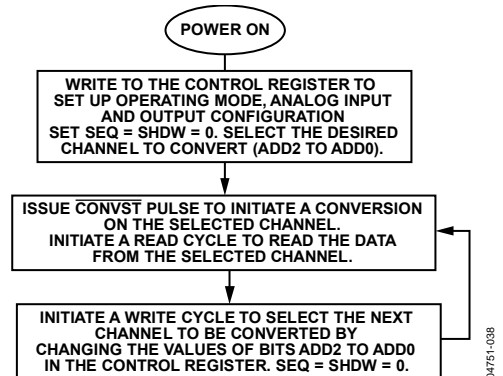 POWER ON
WRITE TO THE CONTROL REGISTER TO
SET UP OPERATING MODE, ANALOG INPUT
AND OUTPUT CONFIGURATION
SET SEQ = SHDW = 0. SELECT THE DESIRED
CHANNEL TO CONVERT (ADD2 TO ADD0).
ISSUE CONVST PULSE TO INITIATE A CONVERSION
ON THE SELECTED CHANNEL.
INITIATE A READ CYCLE TO READ THE DATA
FROM THE SELECTED CHANNEL.
INITIATE A WRITE CYCLE TO SELECT THE NEXT
CHANNEL TO BE CONVERTED BY
CHANGING THE VALUES OF BITS ADD2 TO ADD0
IN THE CONTROL REGISTER. SEQ = SHDW = 0.
04751-038